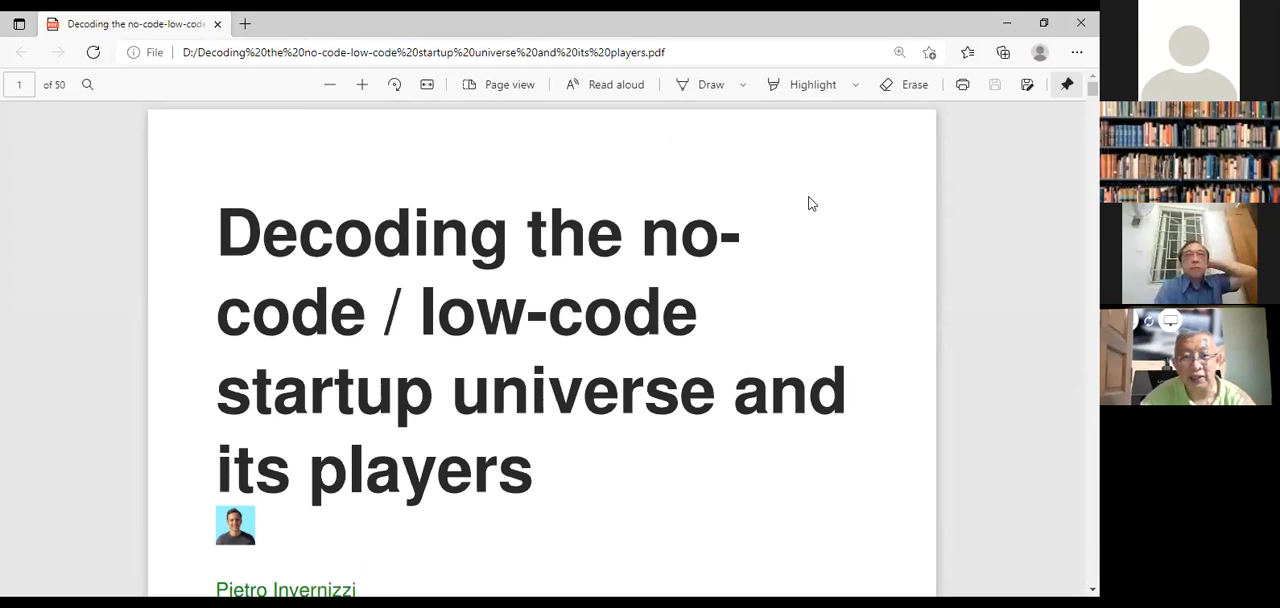 Decoding the no-code-low-code
File
D:/Decoding%20the%20no-code-low-code%20startup%20universe%20and%20its%20players.pdf
1 of 50
Page view
Read aloud
Draw
Highlight
Erase
Decoding the no-
code / low-code
startup universe and
its players
Pietro Invernizzi